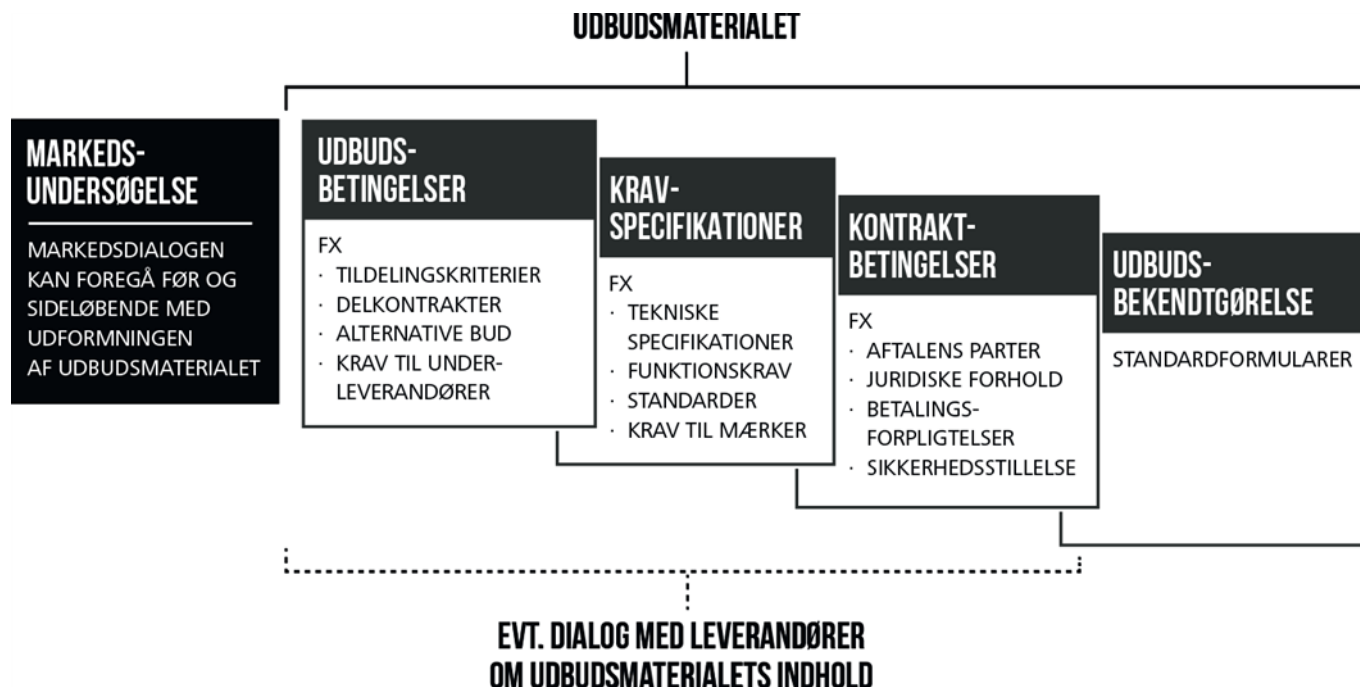 UDBUDSMATERIALET
MARKEDS-
UNDERSØGELSE
MARKEDSDIALOGEN
KAN FOREGÅ FØR OG
SIDELØBENDE MED
UDFORMNINGEN
AF UDBUDSMATERIALET
UDBUDS-
BETINGELSER
FX
· TILDELINGSKRITERIER
· DELKONTRAKTER
· ALTERNATIVE BUD
· KRAV TIL UNDER-
LEVERANDØRER
KRAV-
SPECIFIKATIONER
FX
· TEKNISKE
SPECIFIKATIONER
· FUNKTIONSKRAV
· STANDARDER
· KRAV TIL MÆRKER
KONTRAKT-
BETINGELSER
FX
· AFTALENS PARTER
· JURIDISKE FORHOLD
· BETALINGS-
FORPLIGTELSER
· SIKKERHEDSSTILLELSE
UDBUDS-
BEKENDTGØRELSE
STANDARDFORMULARER
EVT. DIALOG MED LEVERANDØRER
OM UDBUDSMATERIALETS INDHOLD